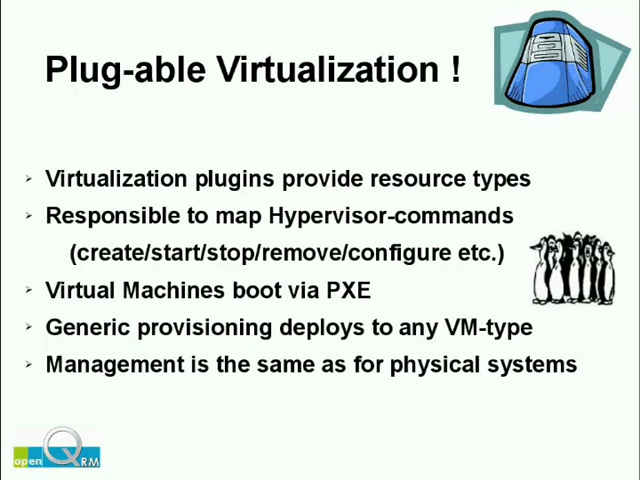 Plug-able Virtualization !
Virtualization plugins provide resource types
Responsible to map Hypervisor-commands
(create/start/stop/remove/configure etc.)
Virtual Machines boot via PXE
Generic provisioning deploys to any VM-type
Management is the same as for physical systems
open QRM